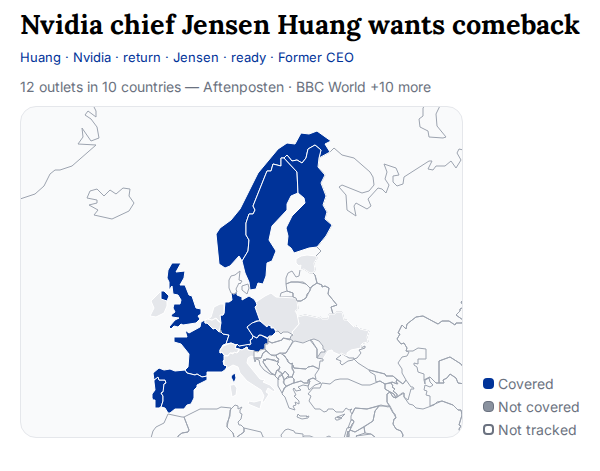 Nvidia chief Jensen Huang wants comeback
Huang · Nvidia · return · Jensen · ready · Former CEO
12 outlets in 10 countries — Aftenposten · BBC World +10 more
Covered
Not covered
Not tracked